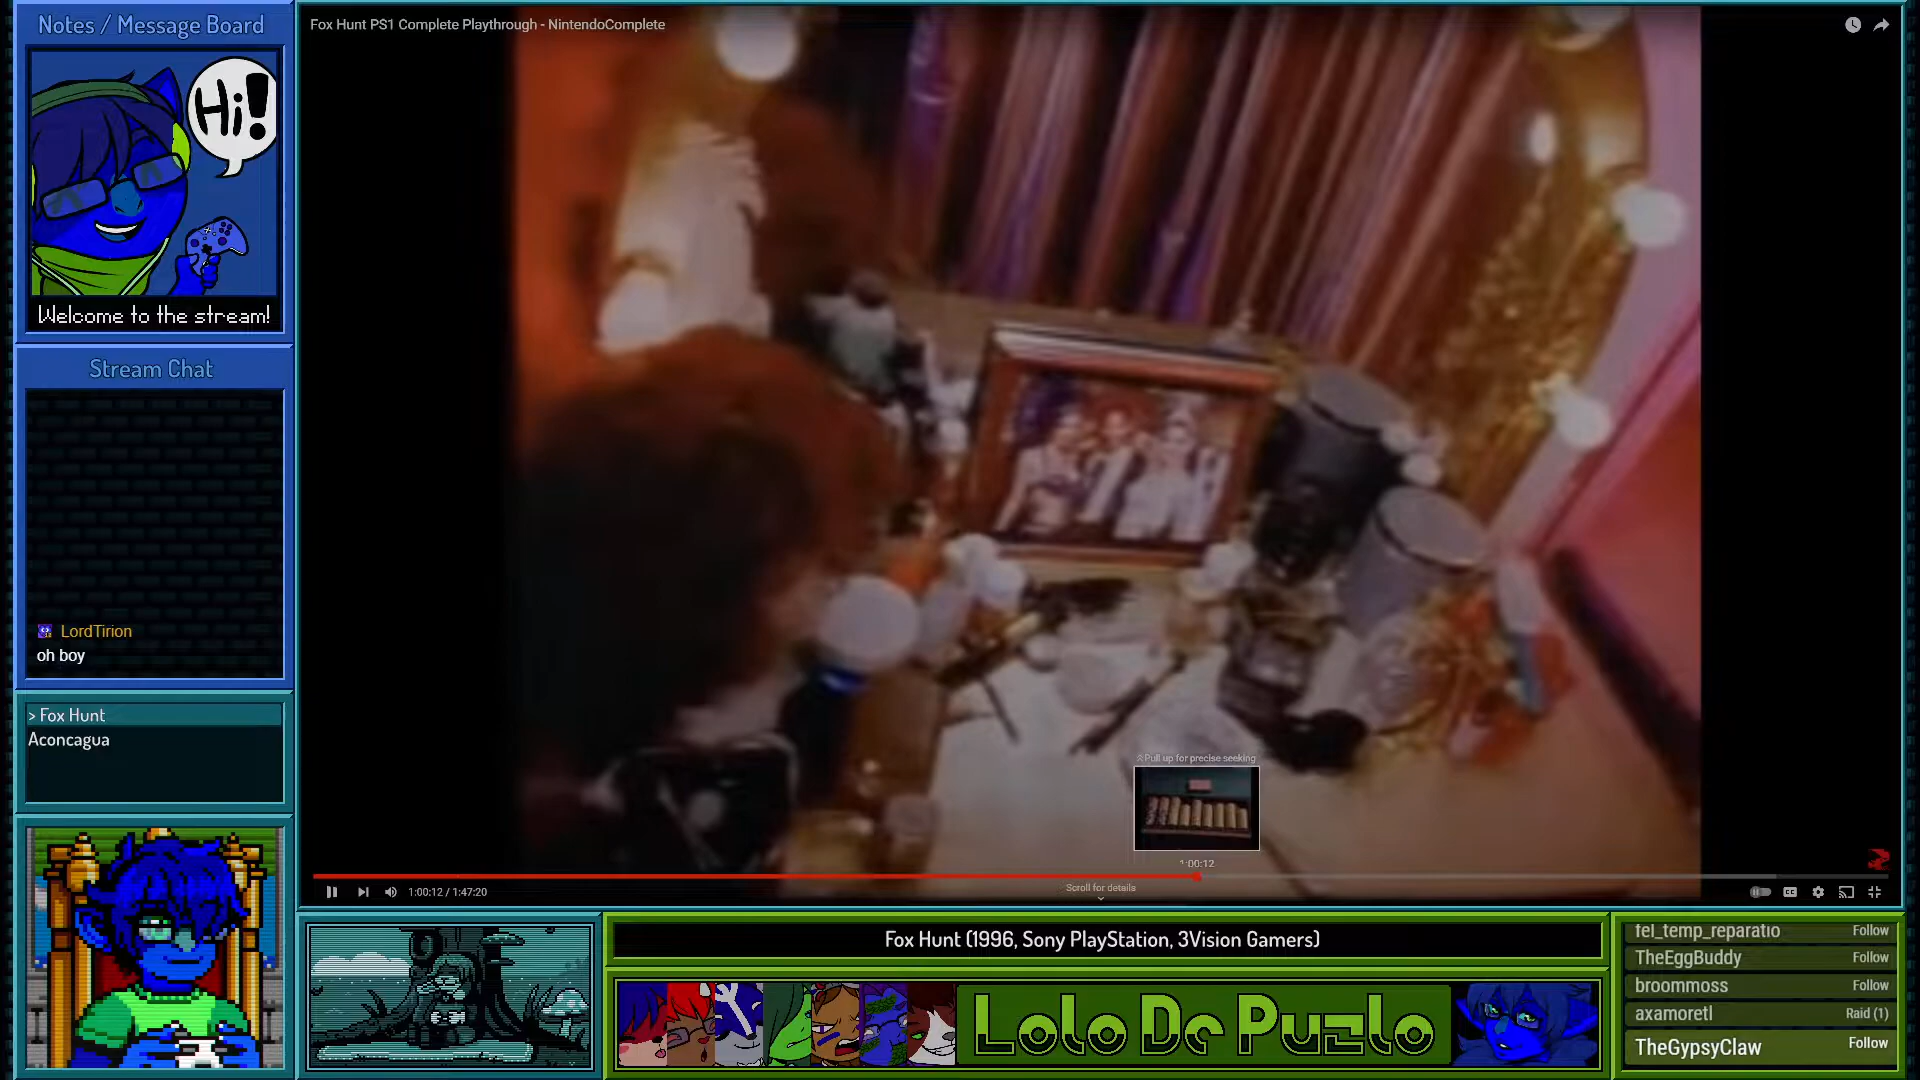 Notes / Message Board
Hi!
Welcome to the stream!
Stream Chat
LordTirion
oh boy
> Fox Hunt
Aconcagua
Fox Hunt PS1 Complete Playthrough - NintendoComplete
Pull up for precise seeking
1:00:12
1:00:12 / 1:47:20
Scroll for details
CC
Fox Hunt (1996, Sony PlayStation, 3Vision Gamers)
Lolo De Puzlo
fel_temp_reparatio Follow
TheEggBuddy Follow
broommoss Follow
axamoretl Raid (1)
TheGypsyClaw Follow